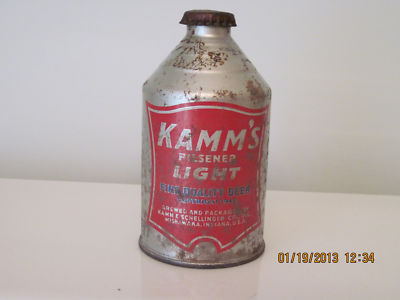 KAMM'S
PILSENER
LIGHT
FINE QUALITY BEER
BREWED AND PACKAGED BY
KAMM & SCHELLINGER CO.
MISHAWAKA, INDIANA, U.S.A.
01/19/2013 12:34